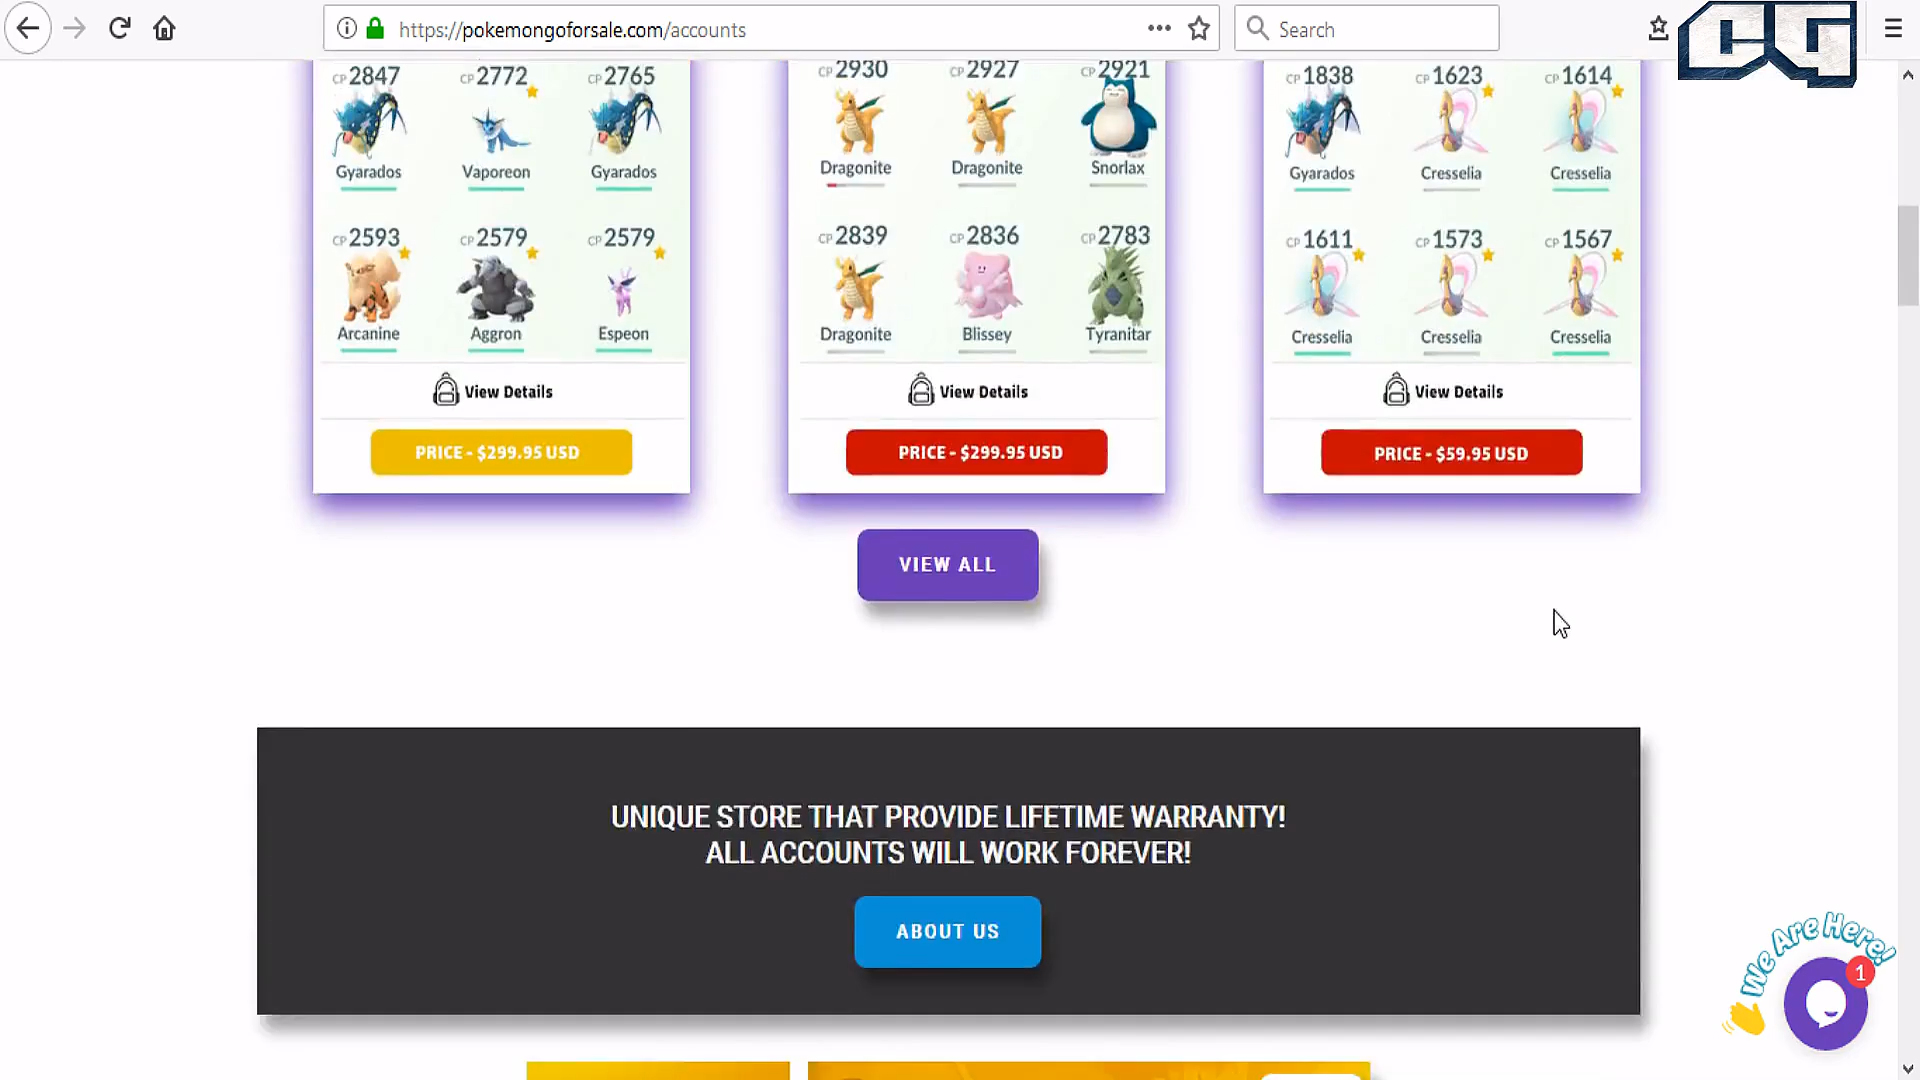 https://pokemongoforsale.com/accounts
Search
CG
CP 2847 CP 2772 CP 2765
Gyarados Vaporeon Gyarados
CP 2593 CP 2579 CP 2579
Arcanine Aggron Espeon
View Details
PRICE - $299.95 USD
CP 2930 CP 2927 CP 2921
Dragonite Dragonite Snorlax
CP 2839 CP 2836 CP 2783
Dragonite Blissey Tyranitar
View Details
PRICE - $299.95 USD
CP 1838 CP 1623 CP 1614
Gyarados Cresselia Cresselia
CP 1611 CP 1573 CP 1567
Cresselia Cresselia Cresselia
View Details
PRICE - $59.95 USD
VIEW ALL
UNIQUE STORE THAT PROVIDE LIFETIME WARRANTY!
ALL ACCOUNTS WILL WORK FOREVER!
ABOUT US
We Are Here!
1